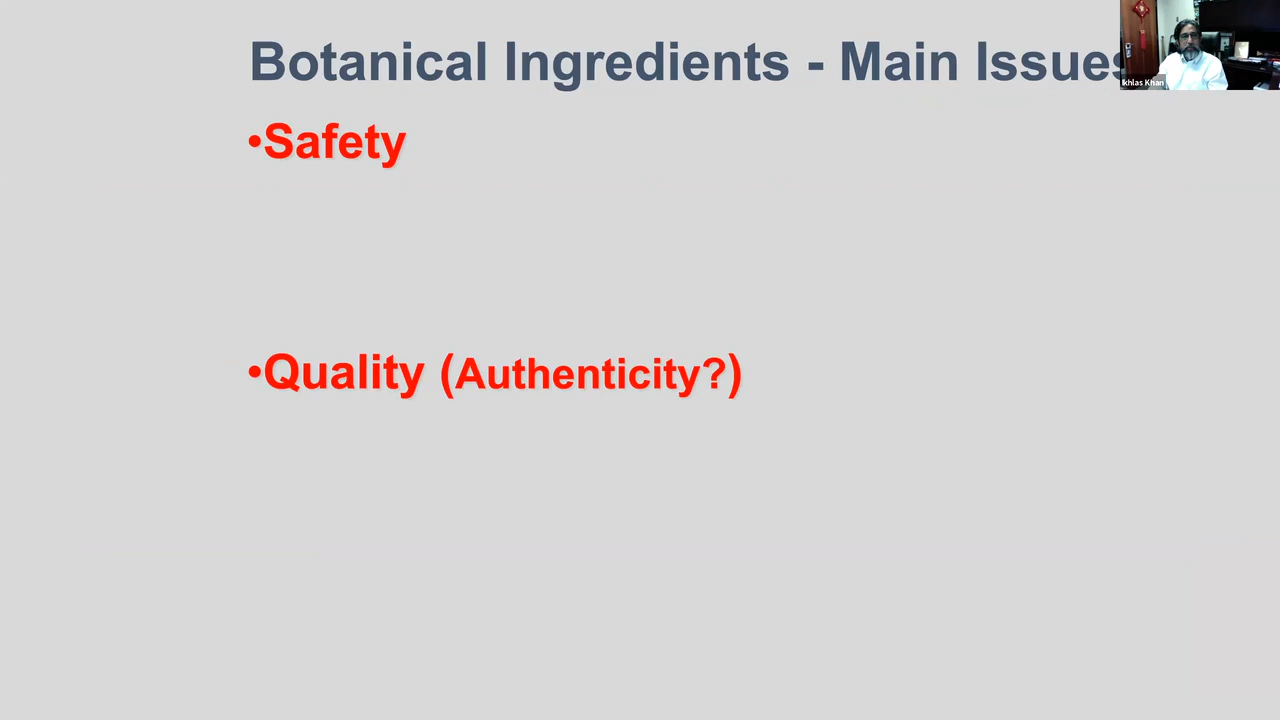 Botanical Ingredients - Main Issues
•Safety
•Quality (Authenticity?)
Ikhlas Khan